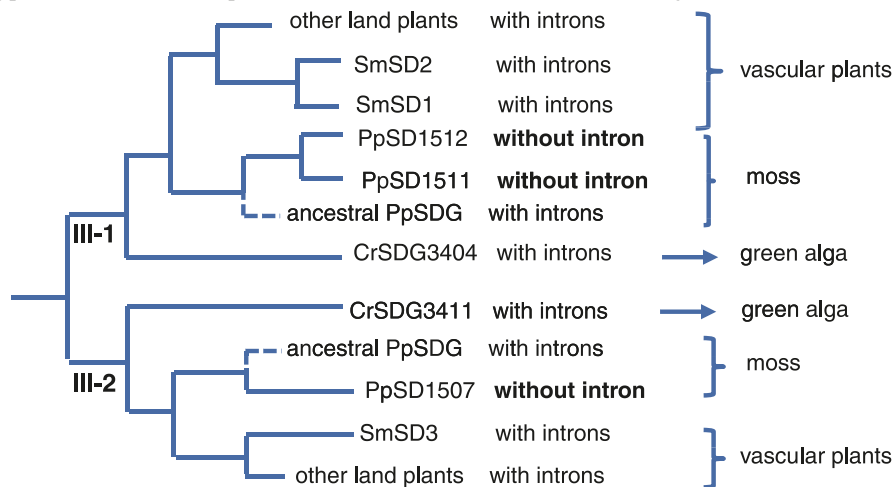 other land plants with introns
SmSD2 with introns
vascular plants
SmSD1 with introns
PpSD1512 without intron
PpSD1511 without intron
moss
ancestral PpSDG with introns
III-1
CrSDG3404 with introns
green alga
CrSDG3411 with introns
green alga
ancestral PpSDG with introns
moss
III-2
PpSD1507 without intron
SmSD3 with introns
vascular plants
other land plants with introns